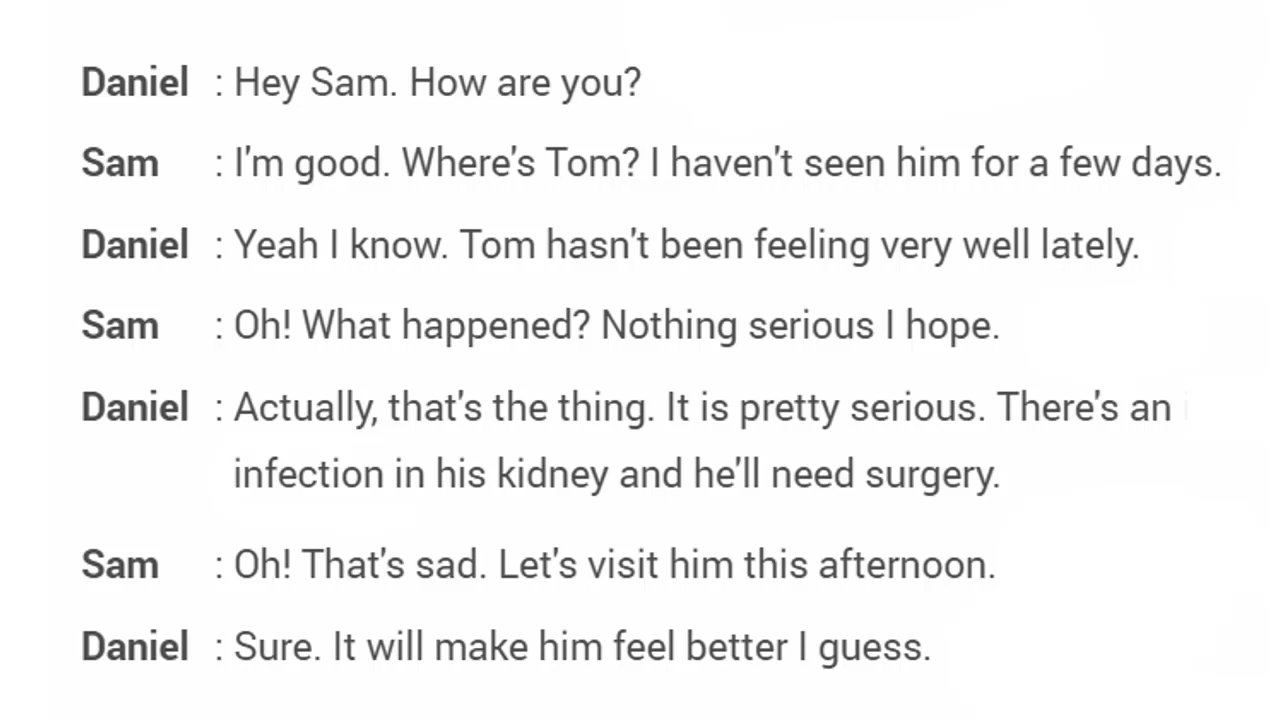 Daniel : Hey Sam. How are you?
Sam : I'm good. Where's Tom? I haven't seen him for a few days.
Daniel : Yeah I know. Tom hasn't been feeling very well lately.
Sam : Oh! What happened? Nothing serious I hope.
Daniel : Actually, that's the thing. It is pretty serious. There's an
infection in his kidney and he'll need surgery.
Sam : Oh! That's sad. Let's visit him this afternoon.
Daniel : Sure. It will make him feel better I guess.